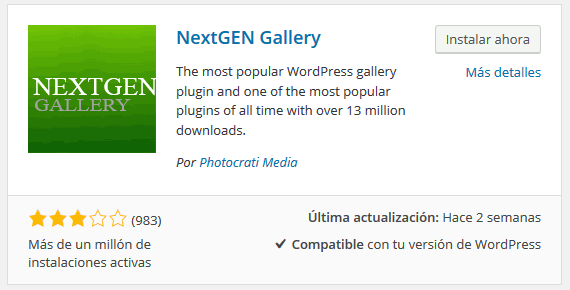 NEXTGEN
GALLERY
NextGEN Gallery
Instalar ahora
Más detalles
The most popular WordPress gallery
plugin and one of the most popular
plugins of all time with over 13 million
downloads.
Por Photocrati Media
(983)
Más de un millón de
instalaciones activas
Última actualización: Hace 2 semanas
Compatible con tu versión de WordPress